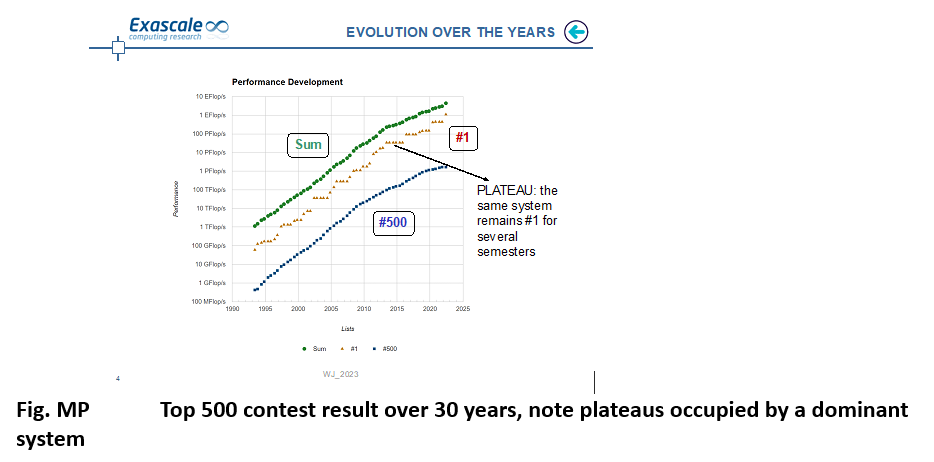 Exascale
computing research
EVOLUTION OVER THE YEARS
Performance Development
10 EFlop/s
1 EFlop/s
100 PFlop/s
10 PFlop/s
1 PFlop/s
100 TFlop/s
10 TFlop/s
1 TFlop/s
100 GFlop/s
10 GFlop/s
1 GFlop/s
100 MFlop/s
Performance
Sum
#1
#500
PLATEAU: the
same system
remains #1 for
several
semesters
1990 1995 2000 2005 2010 2015 2020 2025
Lists
Sum #1 #500
WJ_2023
4
Fig. MP Top 500 contest result over 30 years, note plateaus occupied by a dominant
system